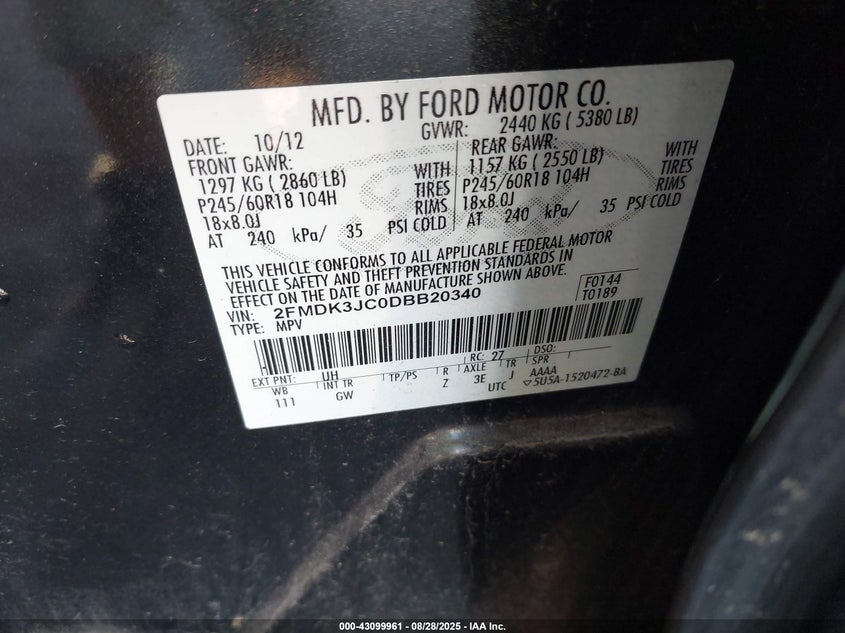 MFD. BY FORD MOTOR CO.
DATE: 10/12 GVWR: 2440 KG ( 5380 LB)
FRONT GAWR: WITH
1297 KG ( 2860 LB) TIRES
P245/60R18 104H RIMS
18x8.0J
AT 240 kPa/ 35 PSI COLD
REAR GAWR: WITH
1157 KG ( 2550 LB) TIRES
P245/60R18 104H RIMS
18x8.0J
AT 240 kPa/ 35 PSI COLD
THIS VEHICLE CONFORMS TO ALL APPLICABLE FEDERAL MOTOR
VEHICLE SAFETY AND THEFT PREVENTION STANDARDS IN
EFFECT ON THE DATE OF MANUFACTURE SHOWN ABOVE.
VIN: 2FMDK3JC0DBB20340
TYPE: MPV
F0144
T0189
EXT PNT: UH RC: 27 DSO:
WB INT TR TP/PS R AXLE TR SPR
111 GW Z 3E J AAAA
UTC ▽5U5A-1520472-BA
000-43099961 | 08/28/2025 | IAA Inc.